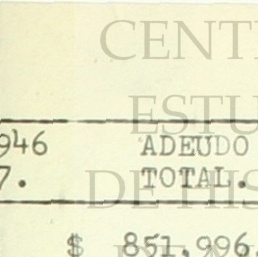 CENT
ESTU
946 ADEUDO
7. TOTAL.
DE HIS
$ 851,996.